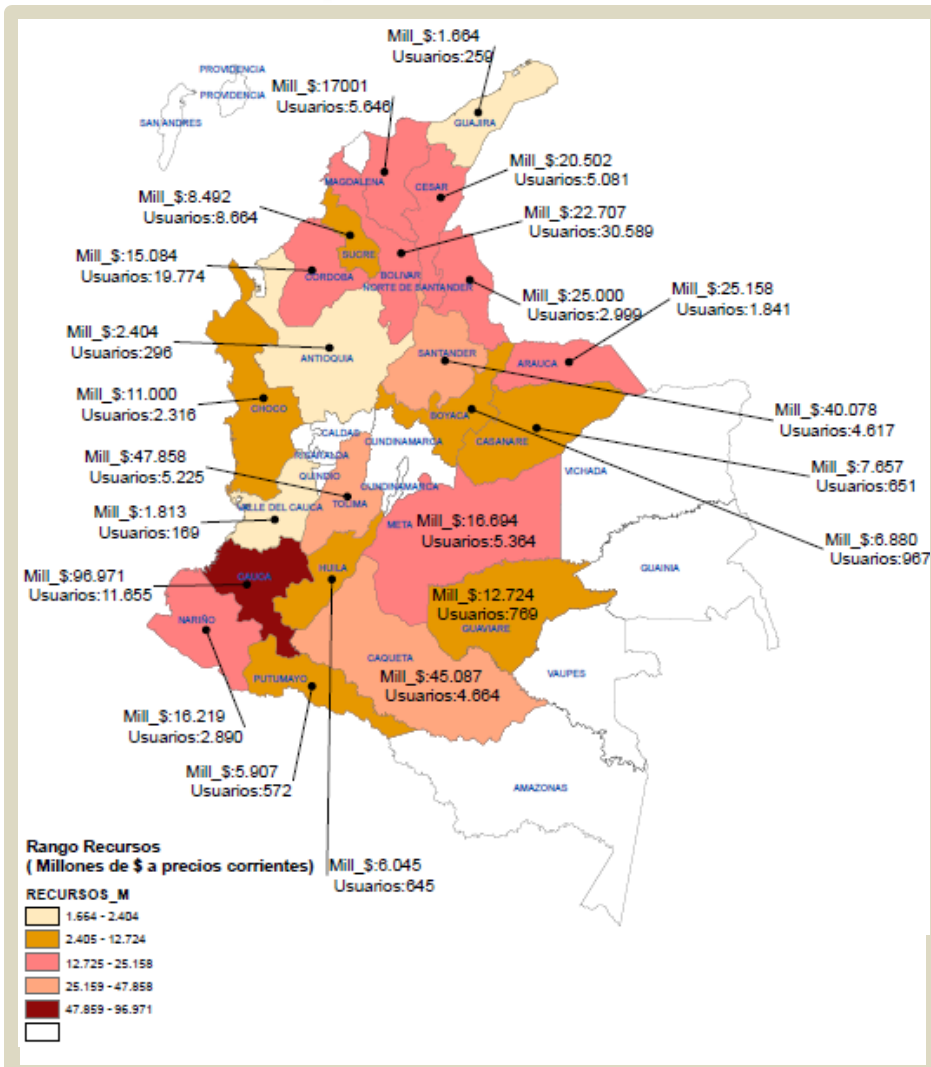 Mill_$:1.664
Usuarios:259
PROVIDENCIA
PROVIDENCIA
SAN ANDRES
Mill_$:17001
Usuarios:5.646
GUAJIRA
Mill_$:20.502
Usuarios:5.081
MAGDALENA
CESAR
Mill_$:8.492
Usuarios:8.664
Mill_$:22.707
Usuarios:30.589
SUCRE
Mill_$:15.084
Usuarios:19.774
CORDOBA
BOLIVAR
NORTE DE SANTANDER
Mill_$:25.000
Usuarios:2.999
Mill_$:25.158
Usuarios:1.841
Mill_$:2.404
Usuarios:296
ANTIOQUIA
SANTANDER
ARAUCA
Mill_$:11.000
Usuarios:2.316
CHOCO
BOYACA
Mill_$:40.078
Usuarios:4.617
CALDAS
CUNDINAMARCA
CASANARE
Mill_$:47.858
Usuarios:5.225
RISARALDA
QUINDIO
CUNDINAMARCA
VICHADA
Mill_$:7.657
Usuarios:651
Mill_$:1.813
Usuarios:169
VALLE DEL CAUCA
TOLIMA
META
Mill_$:16.694
Usuarios:5.364
Mill_$:6.880
Usuarios:967
Mill_$:96.971
Usuarios:11.655
CAUCA
HUILA
GUAINIA
Mill_$:12.724
Usuarios:769
GUAVIARE
NARIÑO
CAQUETA
Mill_$:45.087
Usuarios:4.664
VAUPES
PUTUMAYO
Mill_$:16.219
Usuarios:2.890
Mill_$:5.907
Usuarios:572
AMAZONAS
Mill_$:6.045
Usuarios:645
Rango Recursos
( Millones de $ a precios corrientes)
RECURSOS_M
1.664 - 2.404
2.405 - 12.724
12.725 - 25.158
25.159 - 47.858
47.859 - 96.971